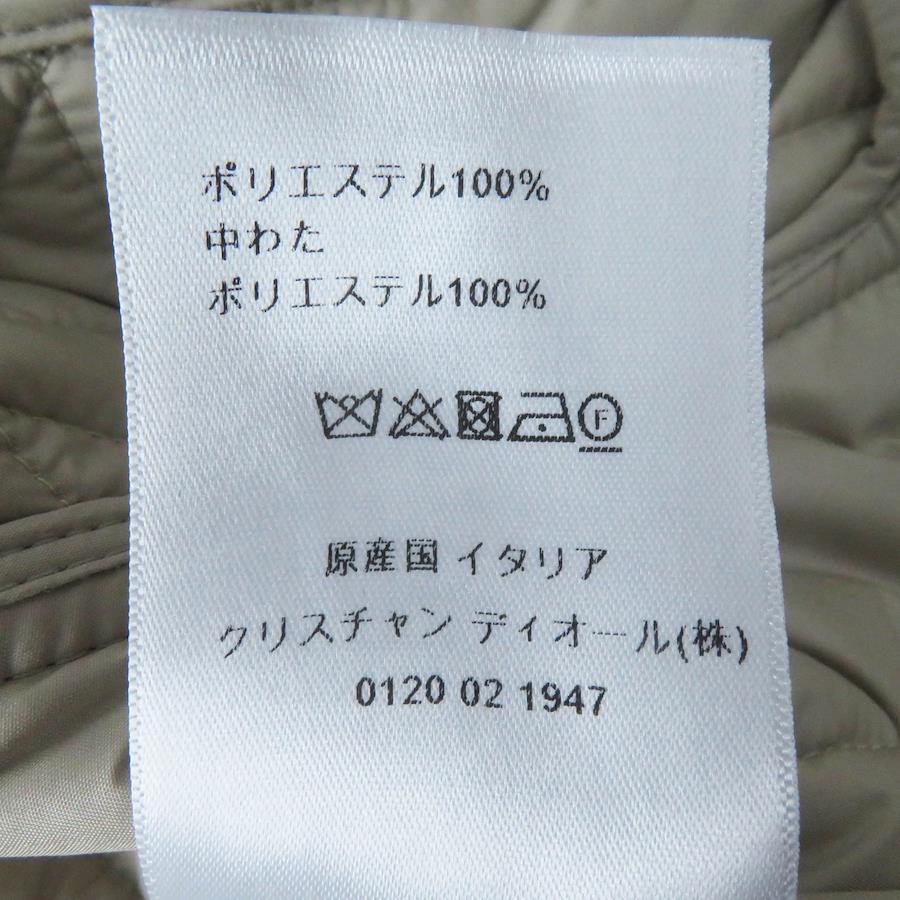 ポリエステル100%
中わた
ポリエステル100%
F
原産国 イタリア
クリスチャン ディオール(株)
0120 02 1947